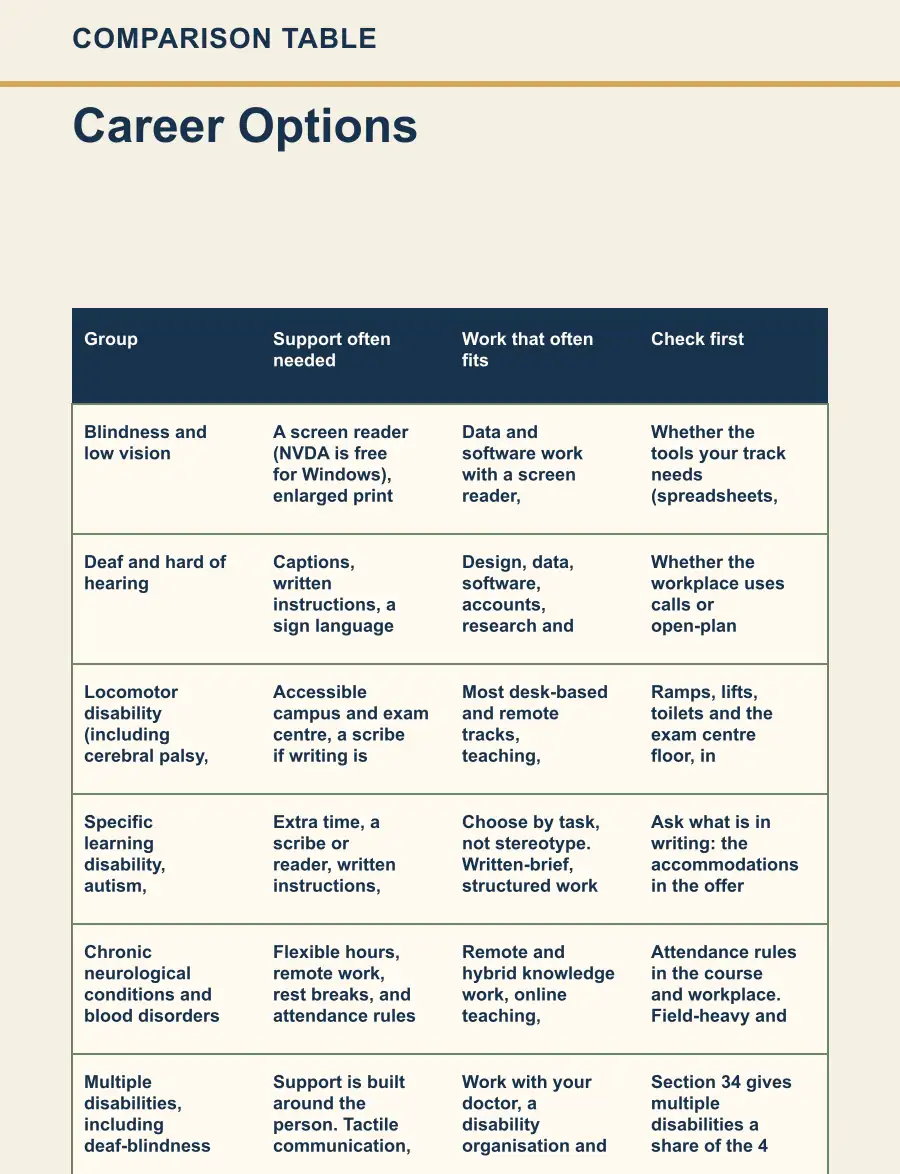 COMPARISON TABLE
Career Options
Group
Support often
needed
Work that often
fits
Check first
Blindness and
low vision
A screen reader
(NVDA is free
for Windows),
enlarged print
Data and
software work
with a screen
reader,
Whether the
tools your track
needs
(spreadsheets,
Deaf and hard of
hearing
Captions,
written
instructions, a
sign language
Design, data,
software,
accounts,
research and
Whether the
workplace uses
calls or
open-plan
Locomotor
disability
(including
cerebral palsy,
Accessible
campus and exam
centre, a scribe
if writing is
Most desk-based
and remote
tracks,
teaching,
Ramps, lifts,
toilets and the
exam centre
floor, in
Specific
learning
disability,
autism,
Extra time, a
scribe or
reader, written
instructions,
Choose by task,
not stereotype.
Written-brief,
structured work
Ask what is in
writing: the
accommodations
in the offer
Chronic
neurological
conditions and
blood disorders
Flexible hours,
remote work,
rest breaks, and
attendance rules
Remote and
hybrid knowledge
work, online
teaching,
Attendance rules
in the course
and workplace.
Field-heavy and
Multiple
disabilities,
including
deaf-blindness
Support is built
around the
person. Tactile
communication,
Work with your
doctor, a
disability
organisation and
Section 34 gives
multiple
disabilities a
share of the 4